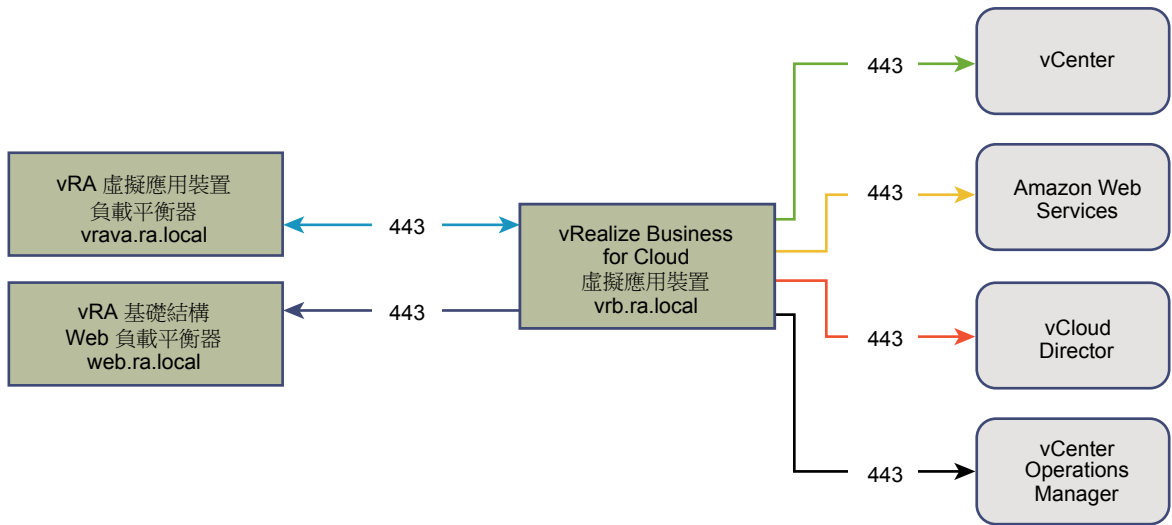 vRA 虛擬應用裝置
負載平衡器
vrava.ra.local
443
vRA 基礎結構
Web 負載平衡器
web.ra.local
443
vRealize Business
for Cloud
虛擬應用裝置
vrb.ra.local
443
vCenter
443
Amazon Web
Services
443
vCloud
Director
443
vCenter
Operations
Manager